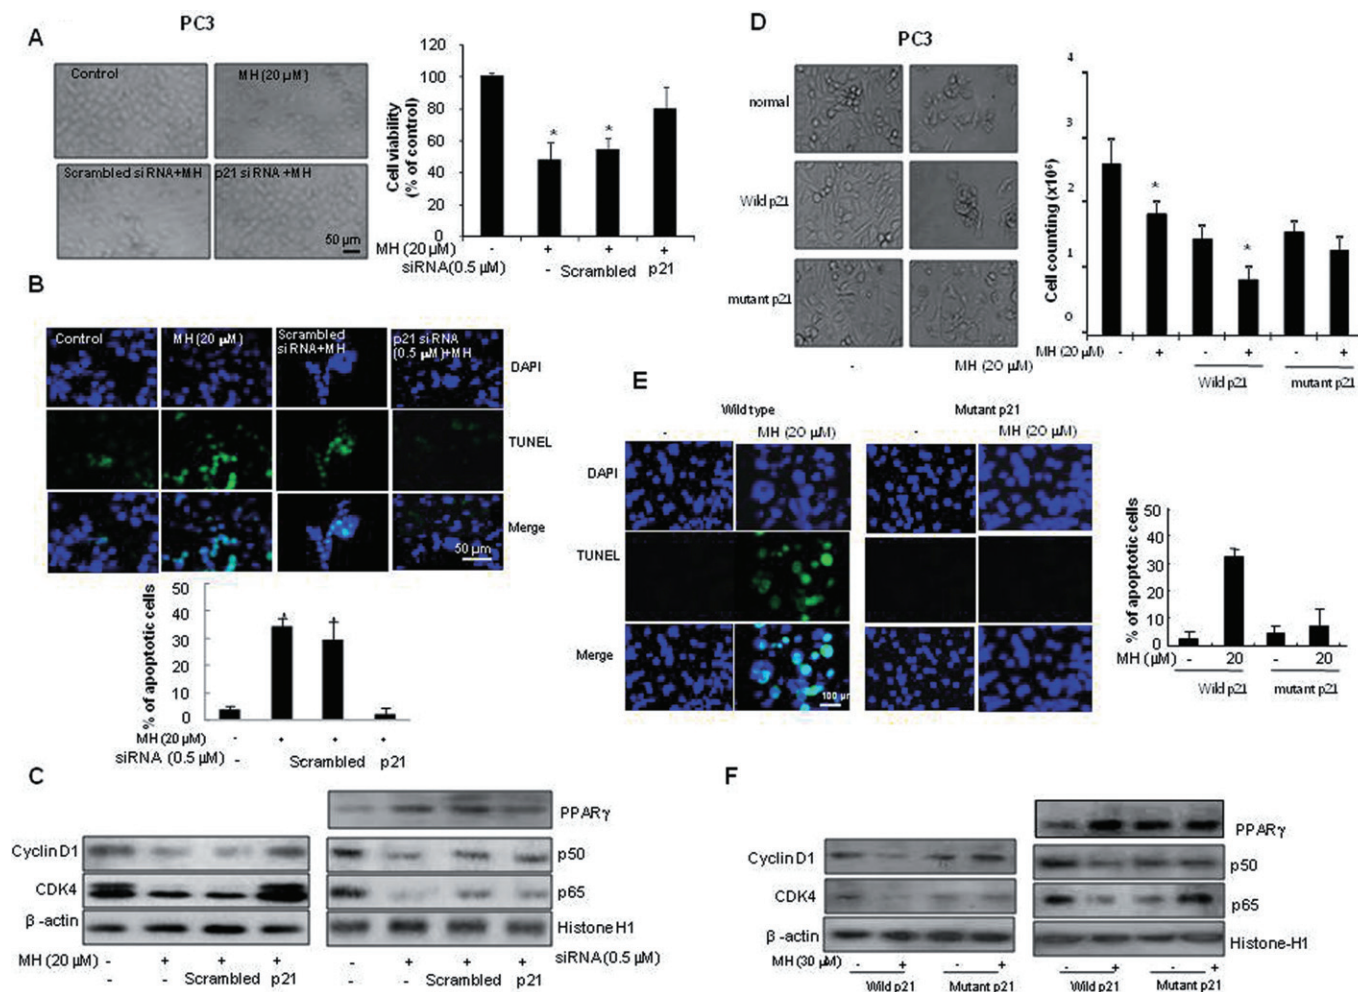 A
PC3
Control
MH (20 µM)
Scrambled siRNA+MH
p21 siRNA +MH
50 µm
Cell viability
(% of control)
120
100
80
60
40
20
0
*
*
MH (20 µM)
-
+
+
+
siRNA(0.5 µM)
-
Scrambled
p21
B
Control
MH (20 µM)
Scrambled
siRNA+MH
p21 siRNA
(0.5 µM)+MH
DAPI
TUNEL
Merge
50 µm
% of apoptotic cells
50
40
30
20
10
0
MH (20 µM)
-
+
+
+
siRNA (0.5 µM)
-
Scrambled
p21
C
Cyclin D1
CDK4
β-actin
MH (20 µM)
-
+
+
+
-
-
Scrambled
p21
PPARγ
p50
p65
Histone H1
-
+
+
+
siRNA(0.5 µM)
-
-
Scrambled
p21
D
PC3
normal
Wild p21
mutant p21
-
MH (20 µM)
Cell counting (x10⁶)
4
3
2
1
0
*
*
MH (20 µM)
-
+
-
+
-
+
Wild p21
mutant p21
E
Wild type
Mutant p21
-
MH (20 µM)
-
MH (20 µM)
DAPI
TUNEL
Merge
100 µm
% of apoptotic cells
50
40
30
20
10
0
MH (µM)
-
20
-
20
Wild p21
mutant p21
F
Cyclin D1
CDK4
β-actin
MH (30 µM)
-
+
-
+
Wild p21
Mutant p21
PPARγ
p50
p65
Histone-H1
-
+
-
+
Wild p21
Mutant p21